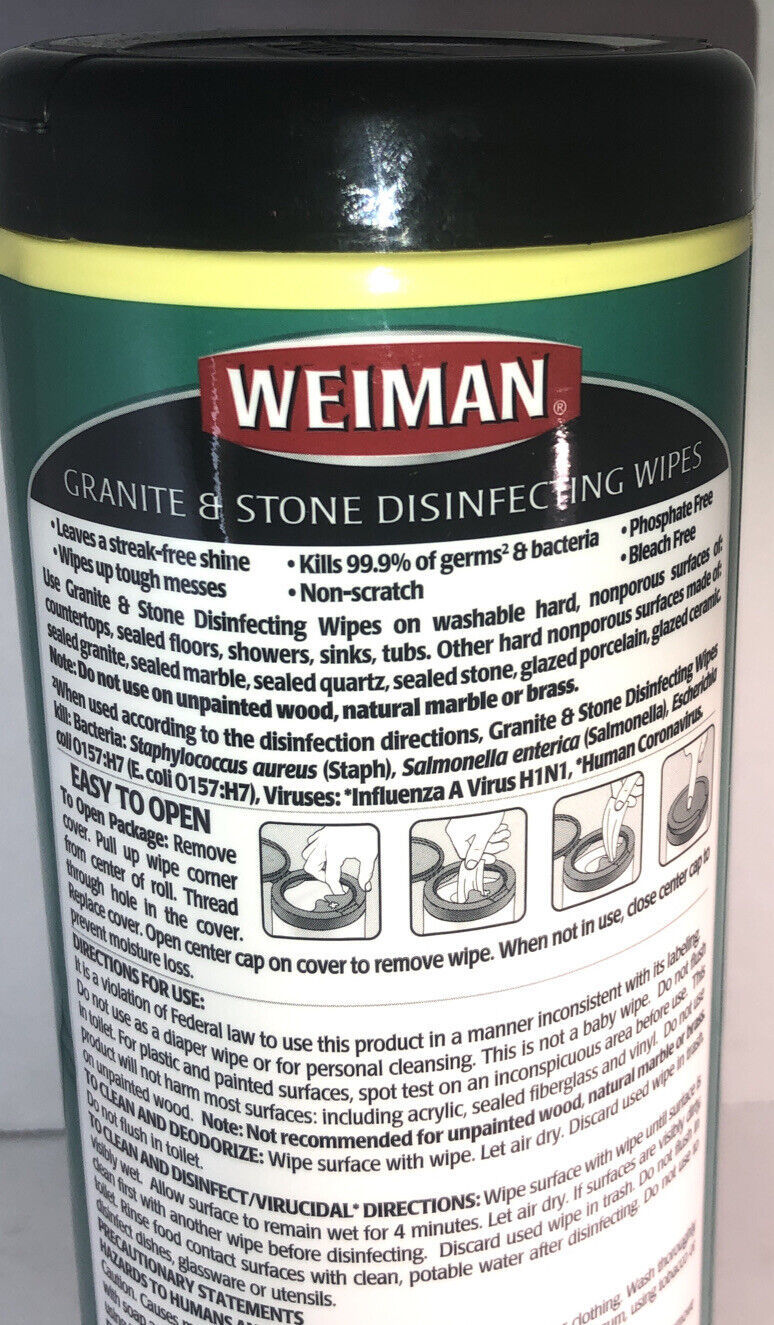 WEIMAN®
GRANITE & STONE DISINFECTING WIPES
• Leaves a streak-free shine
• Wipes up tough messes
• Kills 99.9% of germs² & bacteria
• Non-scratch
• Phosphate Free
• Bleach Free
Use Granite & Stone Disinfecting Wipes on washable hard, nonporous surfaces of:
countertops, sealed floors, showers, sinks, tubs. Other hard nonporous surfaces made of:
sealed granite, sealed marble, sealed quartz, sealed stone, glazed porcelain, glazed ceramic.
Note: Do not use on unpainted wood, natural marble or brass.
²When used according to the disinfection directions, Granite & Stone Disinfecting Wipes
kill: Bacteria: Staphylococcus aureus (Staph), Salmonella enterica (Salmonella), Escherichia
coli O157:H7 (E. coli O157:H7), Viruses: *Influenza A Virus H1N1, *Human Coronavirus.
EASY TO OPEN
To Open Package: Remove
cover. Pull up wipe corner
from center of roll. Thread
through hole in the cover.
Replace cover. Open center cap on cover to remove wipe. When not in use, close center cap to
prevent moisture loss.
DIRECTIONS FOR USE:
It is a violation of Federal law to use this product in a manner inconsistent with its labeling.
Do not use as a diaper wipe or for personal cleansing. This is not a baby wipe. Do not flush
in toilet. For plastic and painted surfaces, spot test on an inconspicuous area before use. This
product will not harm most surfaces: including acrylic, sealed fiberglass and vinyl. Do not use
on unpainted wood. Note: Not recommended for unpainted wood, natural marble or brass.
TO CLEAN AND DEODORIZE: Wipe surface with wipe. Let air dry. Discard used wipe in trash.
Do not flush in toilet.
TO CLEAN AND DISINFECT/VIRUCIDAL* DIRECTIONS: Wipe surface with wipe until surface is
visibly wet. Allow surface to remain wet for 4 minutes. Let air dry. If surfaces are visibly dirty
clean first with another wipe before disinfecting. Discard used wipe in trash. Do not flush in
toilet. Rinse food contact surfaces with clean, potable water after disinfecting. Do not use to
disinfect dishes, glassware or utensils.
PRECAUTIONARY STATEMENTS
HAZARDS TO HUMANS
Caution. Causes clothing. Wash thoroughly
with soap using tobacco or